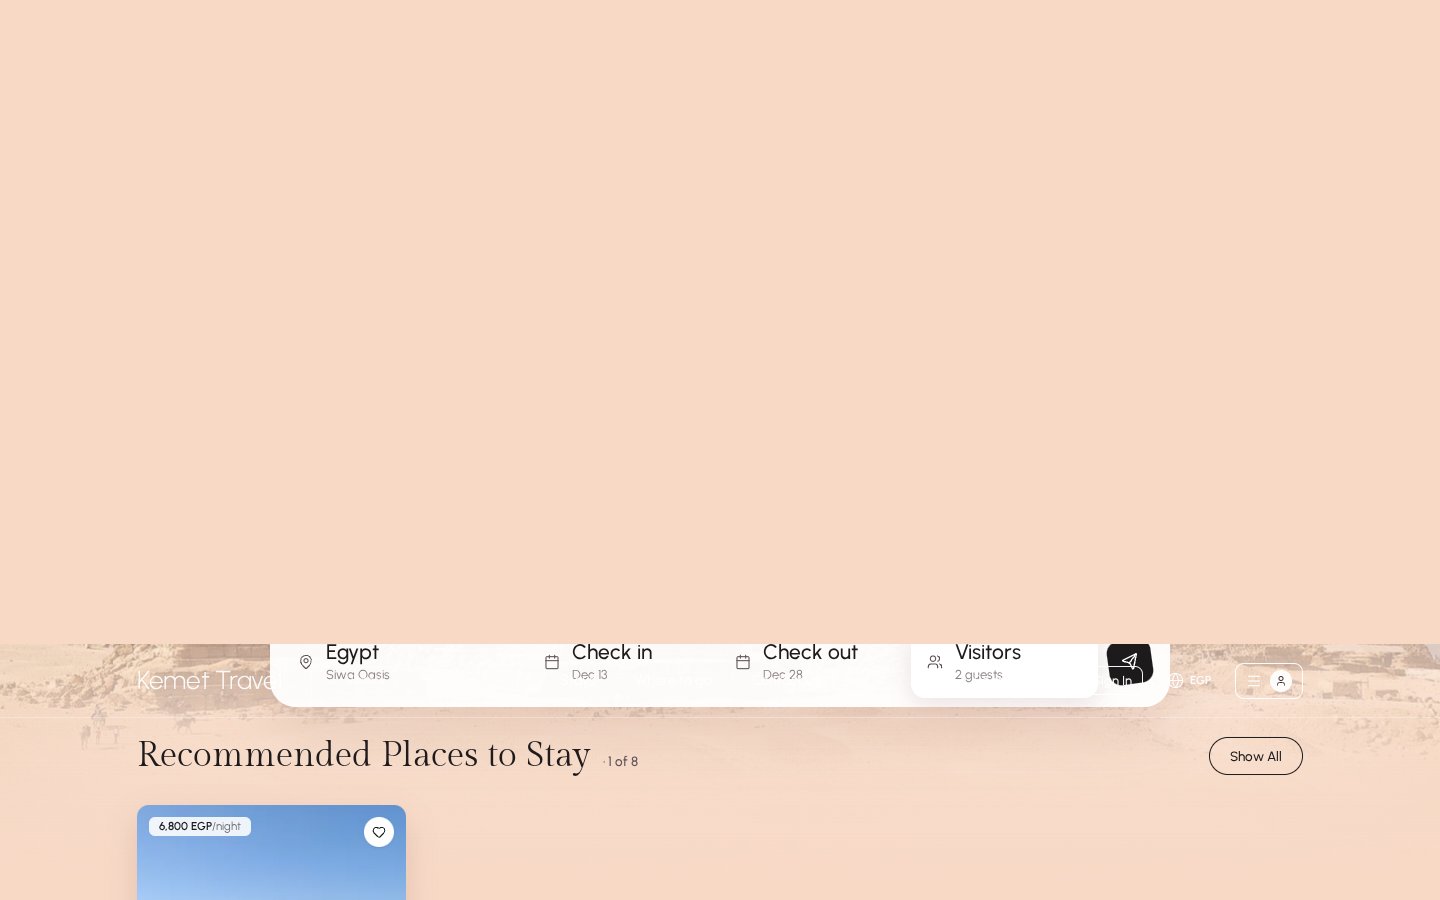 Egypt
Siwa Oasis
Check in
Dec 13
Check out
Dec 28
Visitors
2 guests
Kemet Travel
In
EGP
Recommended Places to Stay · 1 of 8
Show All
6,800 EGP/night